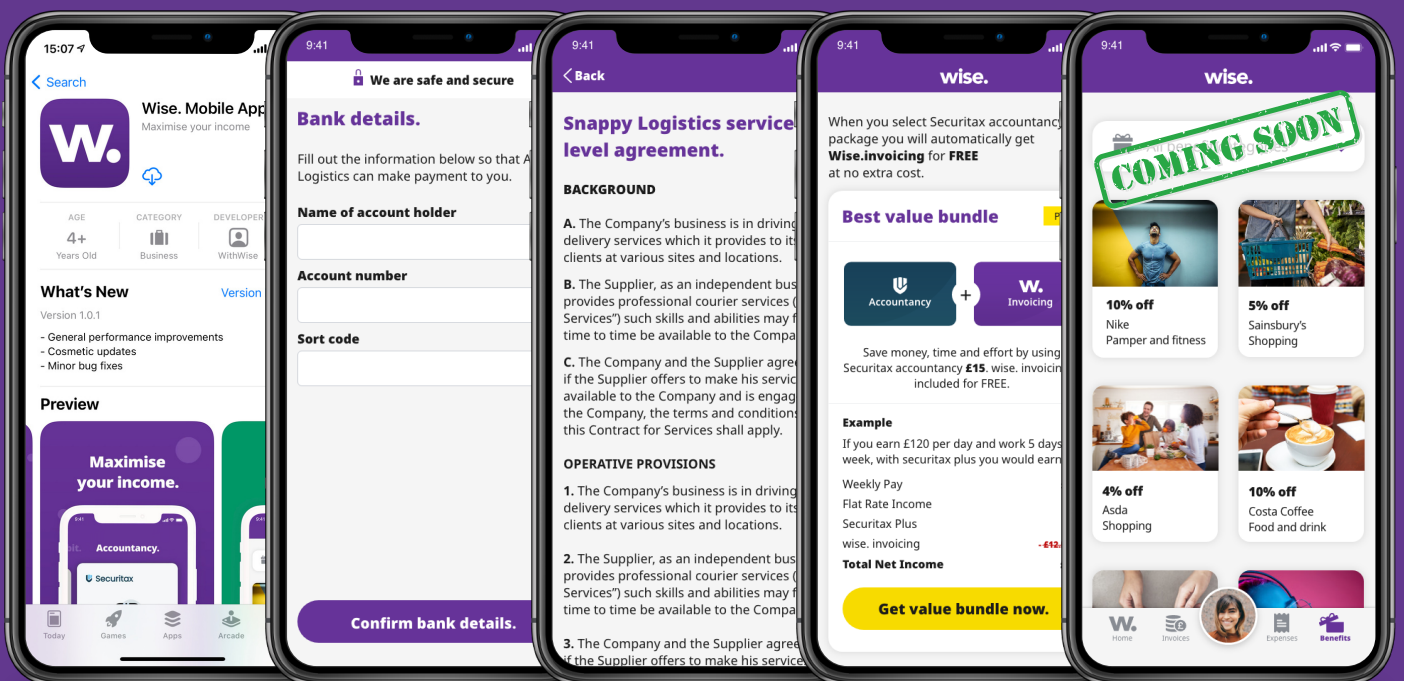 15:07
Search
W.
Wise. Mobile App
Maximise your income
AGE
4+
Years Old
CATEGORY
Business
DEVELOPER
WithWise
What's New
Version
Version 1.0.1
- General performance improvements
- Cosmetic updates
- Minor bug fixes
Preview
Maximise
your income.
9:41
Accountancy.
Securitax
9:41
Today
Games
Apps
Arcade
9:41
We are safe and secure
Bank details.
Fill out the information below so that A
Logistics can make payment to you.
Name of account holder
Account number
Sort code
Confirm bank details.
9:41
Back
Snappy Logistics service
level agreement.
BACKGROUND
A. The Company's business is in driving
delivery services which it provides to its
clients at various sites and locations.
B. The Supplier, as an independent bus
provides professional courier services (
Services") such skills and abilities may f
time to time be available to the Compa
C. The Company and the Supplier agree
if the Supplier offers to make his servic
available to the Company and is engag
the Company, the terms and conditions
this Contract for Services shall apply.
OPERATIVE PROVISIONS
1. The Company's business is in driving
delivery services which it provides to its
clients at various sites and locations.
2. The Supplier, as an independent bus
provides professional courier services (
Services") such skills and abilities may f
time to time be available to the Compa
3. The Company and the Supplier agree
if the Supplier offers to make his service
9:41
wise.
When you select Securitax accountancy
package you will automatically get
Wise.invoicing for FREE
at no extra cost.
Best value bundle
Accountancy
+
W.
Invoicing
Save money, time and effort by using
Securitax accountancy £15. wise. invoicin
included for FREE.
Example
If you earn £120 per day and work 5 days
week, with securitax plus you would earn
Weekly Pay
Flat Rate Income
Securitax Plus
wise. invoicing
- £12.
Total Net Income
Get value bundle now.
9:41
wise.
COMING SOON
10% off
Nike
Pamper and fitness
5% off
Sainsbury's
Shopping
4% off
Asda
Shopping
10% off
Costa Coffee
Food and drink
W.
Home
Invoices
Expenses
Benefits